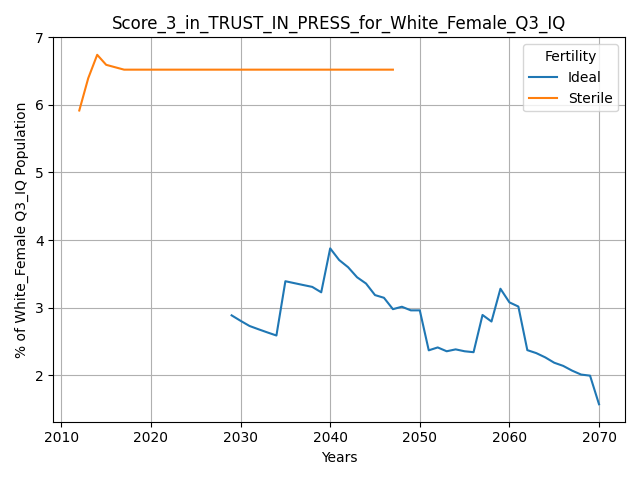 Score_3_in_TRUST_IN_PRESS_for_White_Female_Q3_IQ
% of White_Female Q3_IQ Population
7
6
5
4
3
2
Fertility
Ideal
Sterile
2010 2020 2030 2040 2050 2060 2070
Years